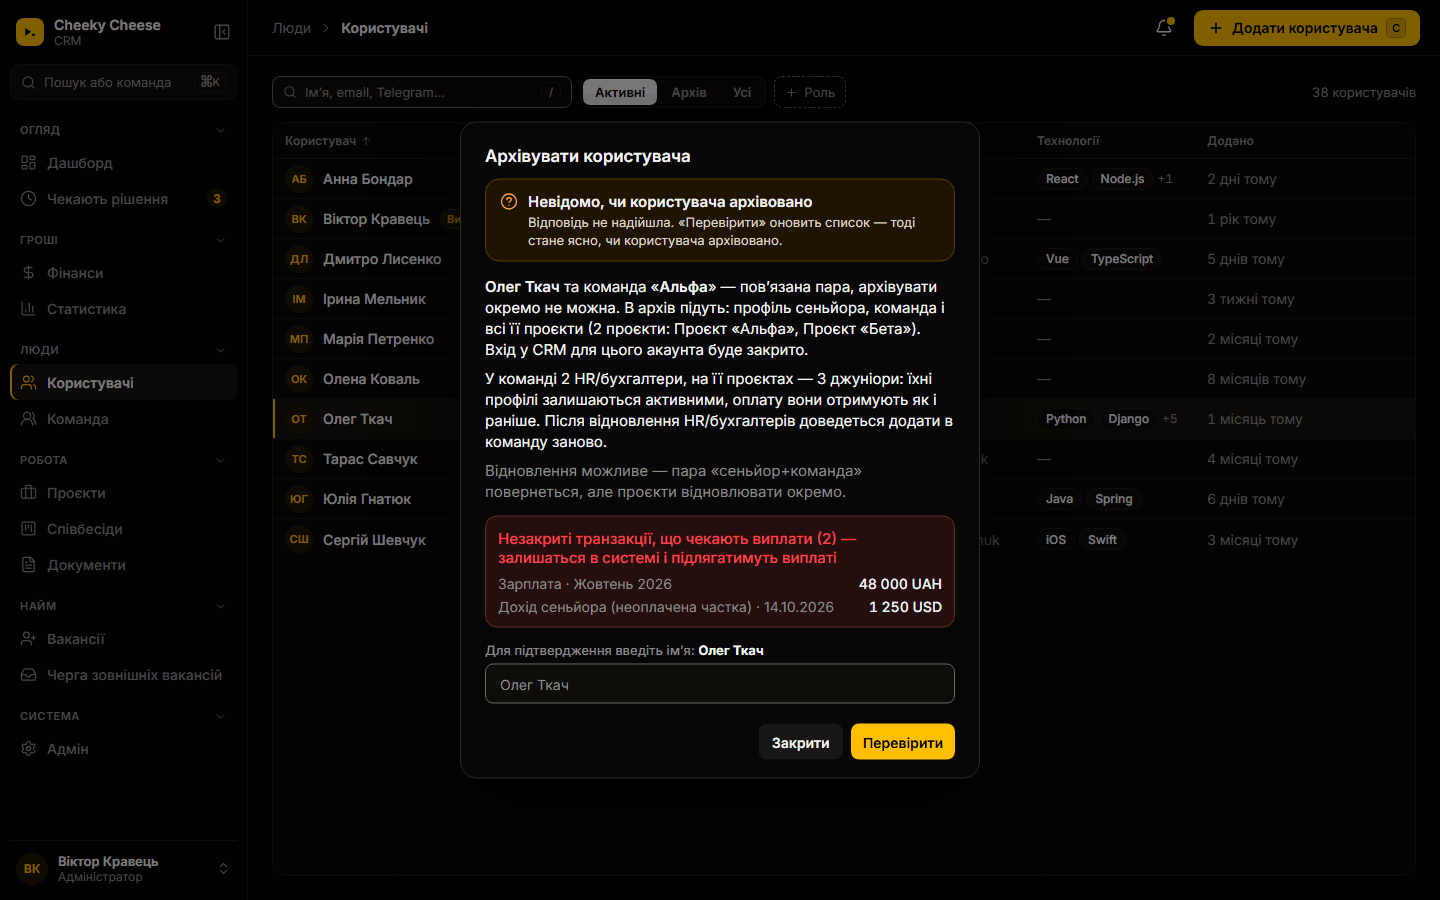 Cheeky Cheese
CRM
Пошук або команда ⌘K
ОГЛЯД
Дашборд
Чекають рішення 3
ГРОШІ
Фінанси
Статистика
ЛЮДИ
Користувачі
Команда
РОБОТА
Проєкти
Співбесіди
Документи
НАЙМ
Вакансії
Черга зовнішніх вакансій
СИСТЕМА
Адмін
ВК Віктор Кравець
Адміністратор
Люди > Користувачі
+ Додати користувача C
Ім’я, email, Telegram... /
Активні Архів Усі + Роль
38 користувачів
Користувач ↑ Технології Додано
АБ Анна Бондар React Node.js +1 2 дні тому
ВК Віктор Кравець Ви — 1 рік тому
ДЛ Дмитро Лисенко Vue TypeScript 5 днів тому
ІМ Ірина Мельник — 3 тижні тому
МП Марія Петренко — 2 місяці тому
ОК Олена Коваль — 8 місяців тому
ОТ Олег Ткач Python Django +5 1 місяць тому
ТС Тарас Савчук — 4 місяці тому
ЮГ Юлія Гнатюк Java Spring 6 днів тому
СШ Сергій Шевчук iOS Swift 3 місяці тому
Архівувати користувача
Невідомо, чи користувача архівовано
Відповідь не надійшла. «Перевірити» оновить список — тоді
стане ясно, чи користувача архівовано.
Олег Ткач та команда «Альфа» — пов’язана пара, архівувати
окремо не можна. В архів підуть: профіль сеньйора, команда і
всі її проєкти (2 проєкти: Проєкт «Альфа», Проєкт «Бета»).
Вхід у CRM для цього акаунта буде закрито.
У команді 2 HR/бухгалтери, на її проєктах — 3 джуніори: їхні
профілі залишаються активними, оплату вони отримують як і
раніше. Після відновлення HR/бухгалтерів доведеться додати в
команду заново.
Відновлення можливе — пара «сеньйор+команда»
повернеться, але проєкти відновлювати окремо.
Незакриті транзакції, що чекають виплати (2) —
залишаться в системі і підлягатимуть виплаті
Зарплата · Жовтень 2026 48 000 UAH
Дохід сеньйора (неоплачена частка) · 14.10.2026 1 250 USD
Для підтвердження введіть ім’я: Олег Ткач
Олег Ткач
Закрити Перевірити